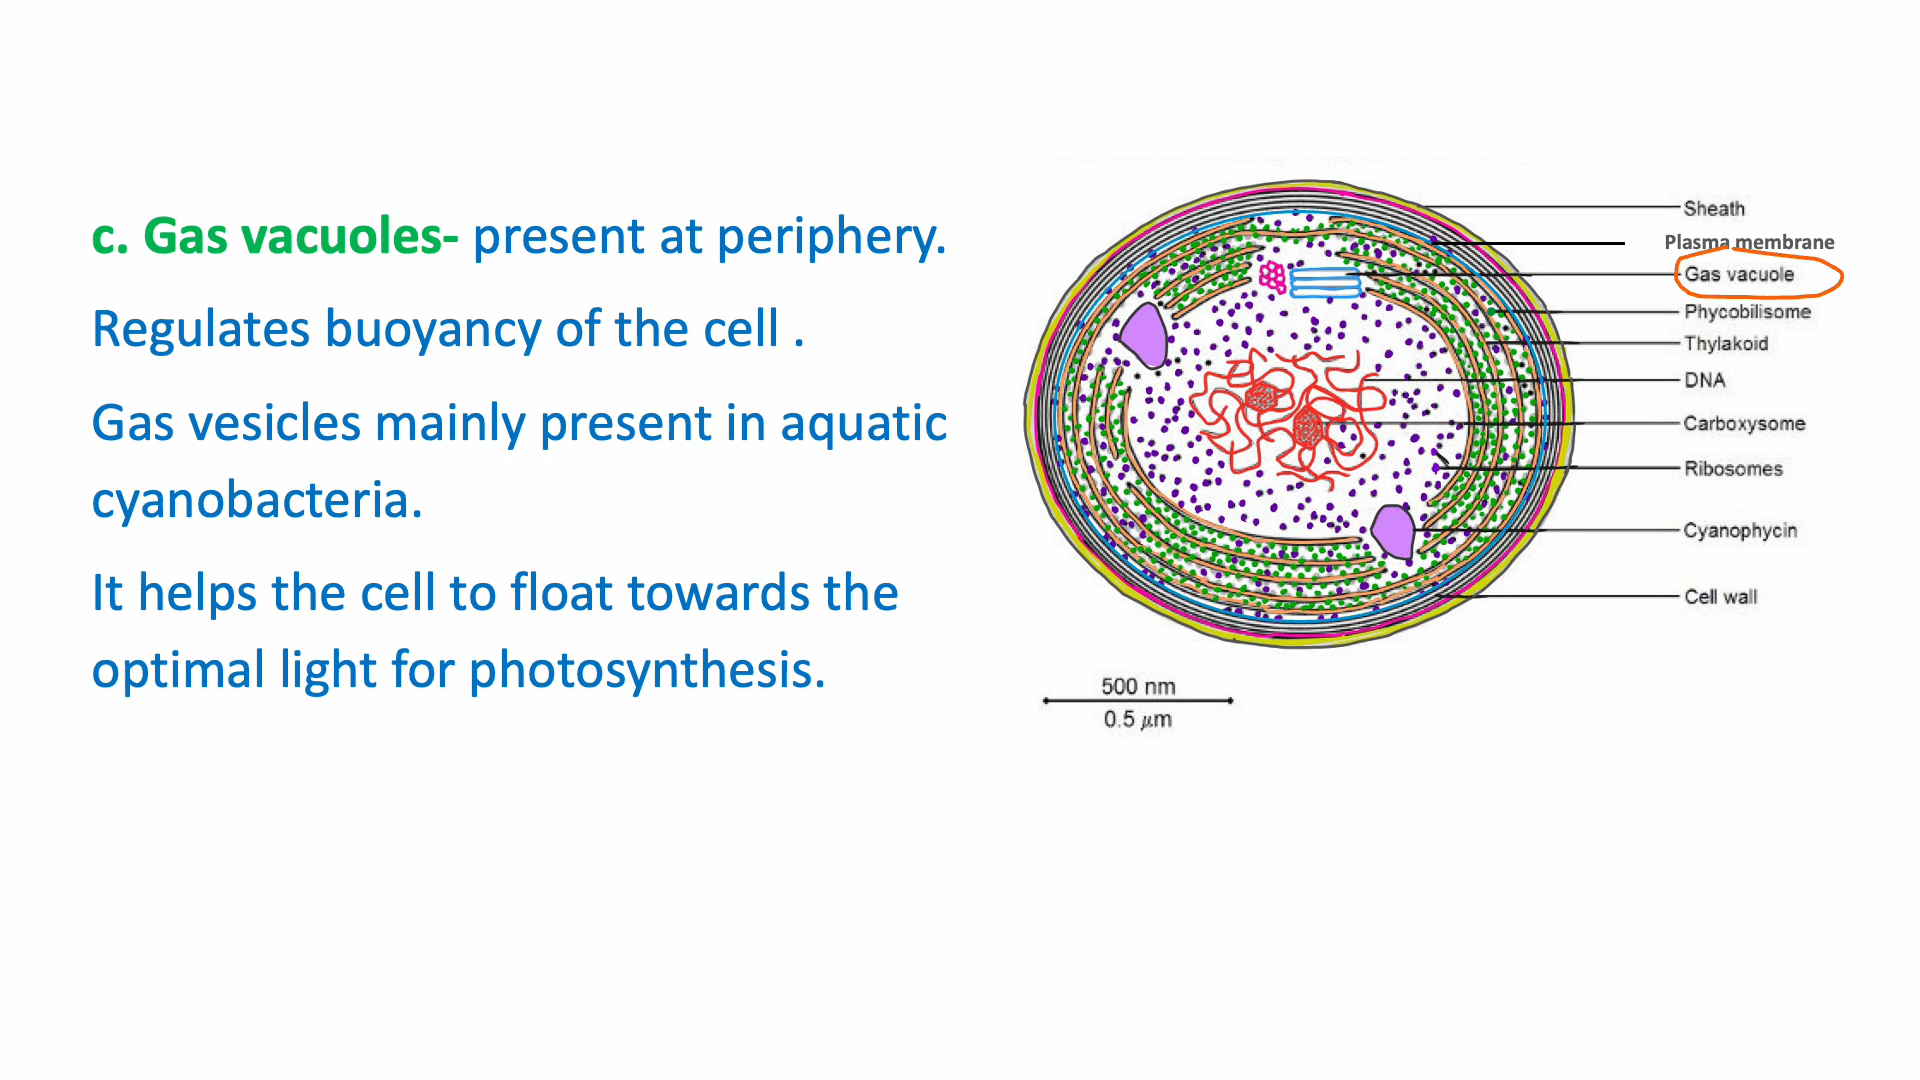 c. Gas vacuoles- present at periphery.
Regulates buoyancy of the cell .
Gas vesicles mainly present in aquatic
cyanobacteria.
It helps the cell to float towards the
optimal light for photosynthesis.
Sheath
Plasma membrane
Gas vacuole
Phycobilisome
Thylakoid
DNA
Carboxysome
Ribosomes
Cyanophycin
Cell wall
500 nm
0.5 μm